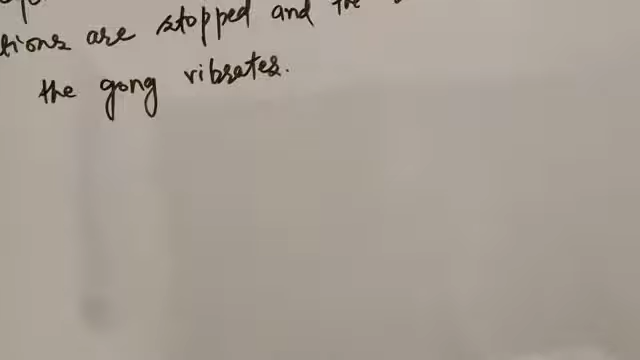 tions are stopped and the
the gong vibrates.